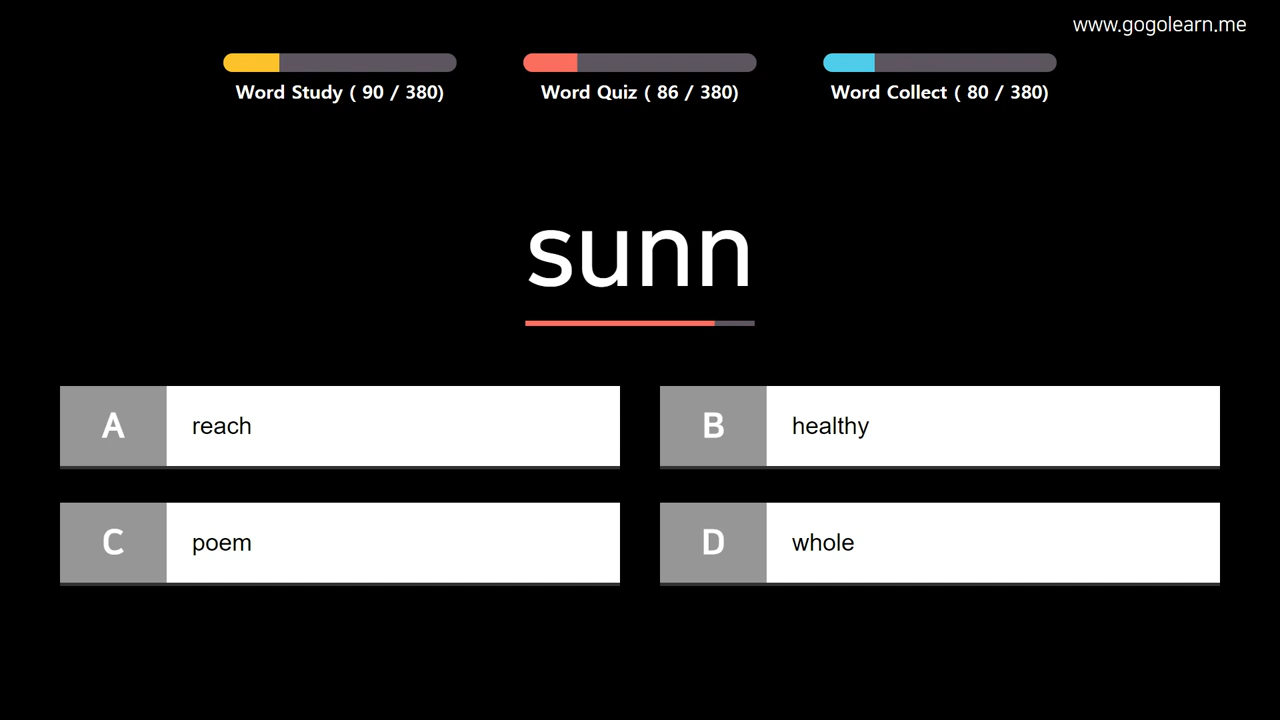 www.gogolearn.me
Word Study ( 90 / 380)
Word Quiz ( 86 / 380)
Word Collect ( 80 / 380)
sunn
A
reach
B
healthy
C
poem
D
whole